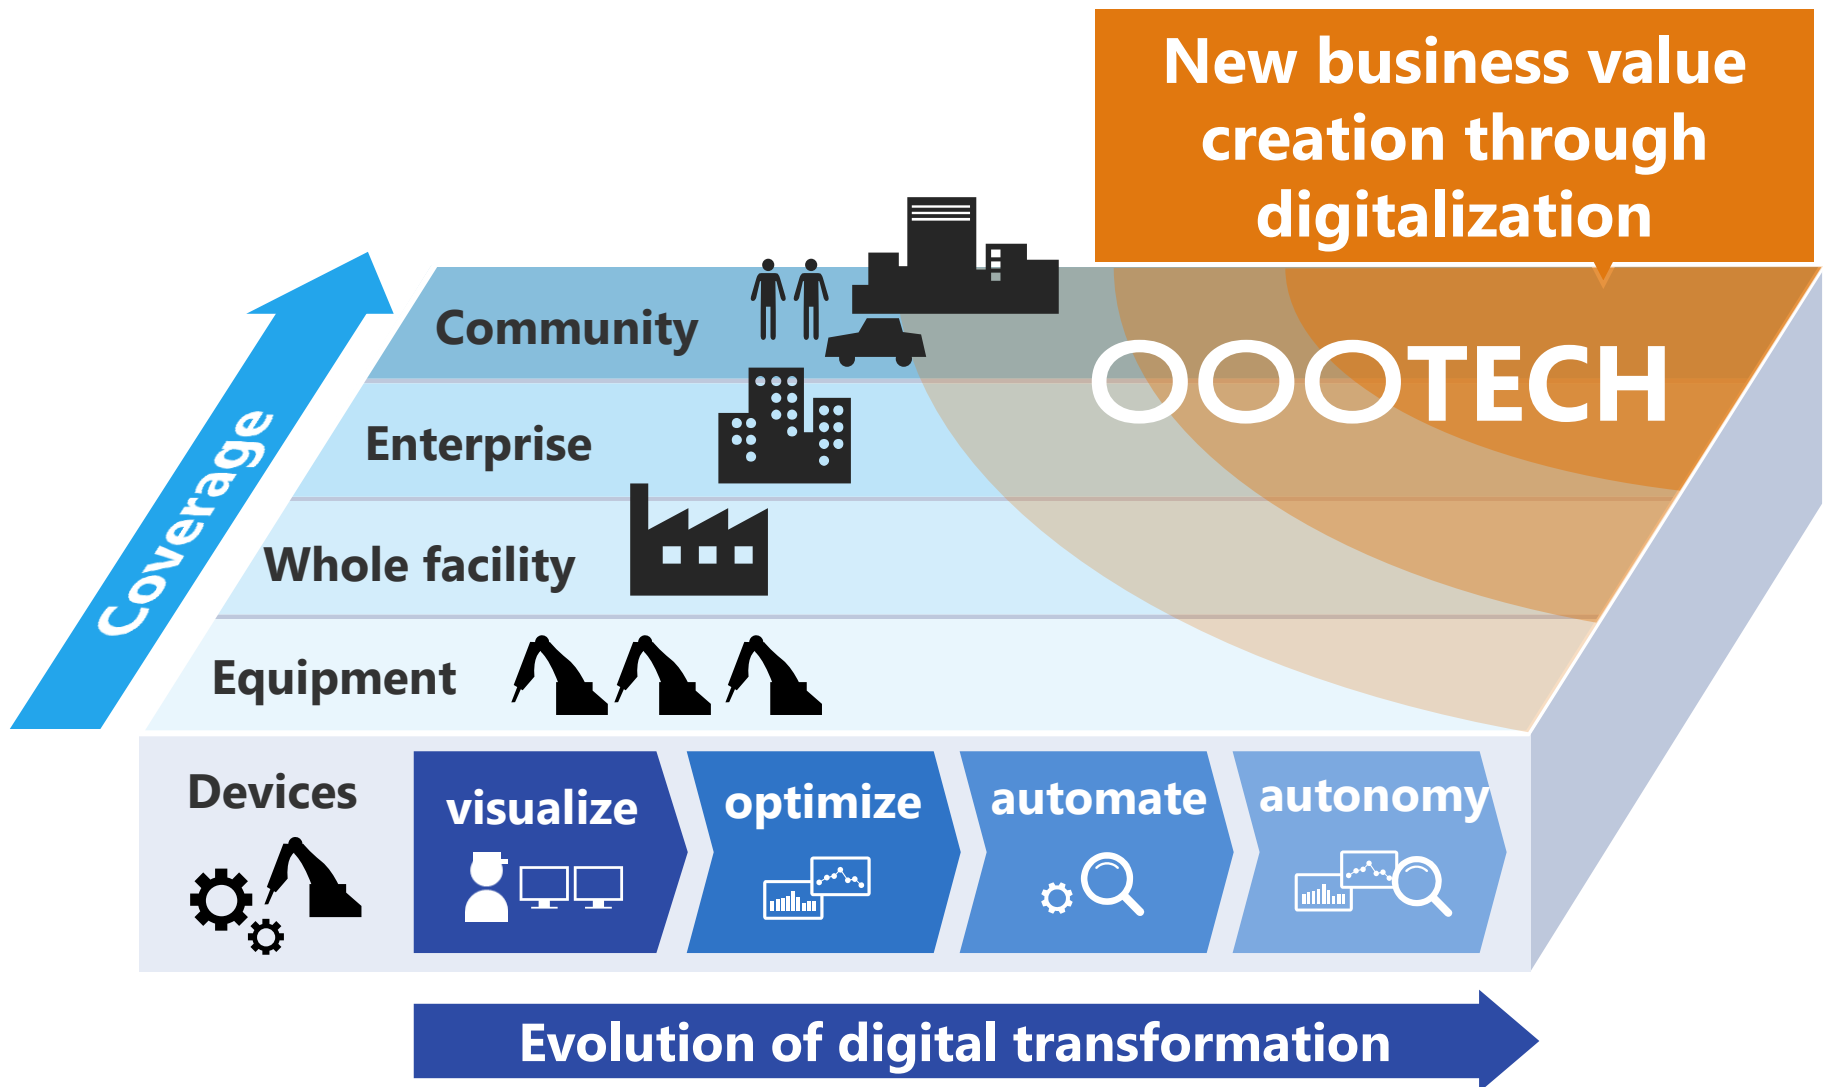 New business value
creation through
digitalization
Community
OOOTECH
Enterprise
Coverage
Whole facility
Equipment
Devices
visualize
optimize
automate
autonomy
Evolution of digital transformation